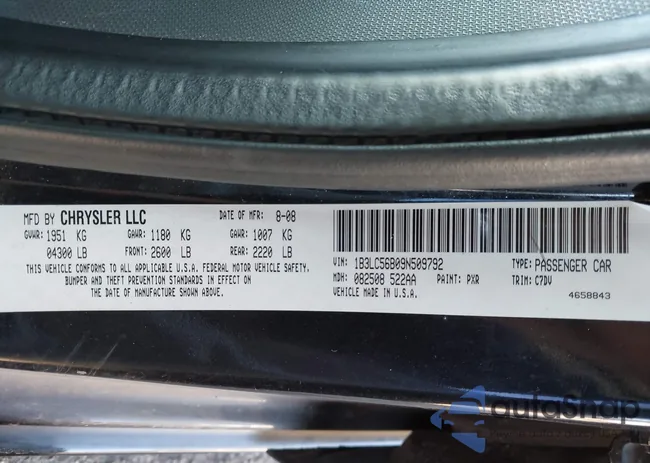 MFD BY CHRYSLER LLC DATE OF MFR: 8-08
GVWR: 1951 KG GAWR: 1180 KG GAWR: 1007 KG
04300 LB FRONT: 2600 LB REAR: 2220 LB
THIS VEHICLE CONFORMS TO ALL APPLICABLE U.S.A. FEDERAL MOTOR VEHICLE SAFETY,
BUMPER AND THEFT PREVENTION STANDARDS IN EFFECT ON
THE DATE OF MANUFACTURE SHOWN ABOVE.
VIN: 1B3LC56B09N509792 TYPE: PASSENGER CAR
MDH: 082508 522AA PAINT: PXR TRIM: C7DV
VEHICLE MADE IN U.S.A. 4658843
AutoShop